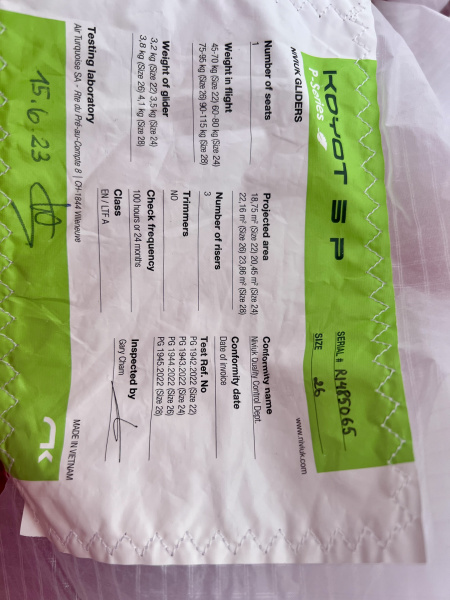 KOYOT 5 P
P-Series
SERIAL # R1485065
SIZE 26
NIVIUK GLIDERS
www.niviuk.com
Number of seats
1
Weight in flight
45-70 kg (Size 22) 60-80 kg (Size 24)
75-95 kg (Size 26) 90-115 kg (Size 28)
Weight of glider
3,2 kg (Size 22) 3,5 kg (Size 24)
3,8 kg (Size 26) 4,1 kg (Size 28)
Testing laboratory
Air Turquoise SA - Rte du Pré-au-Compte 8 | CH-1844 Villeneuve
Projected area
18,75 m² (Size 22) 20,45 m² (Size 24)
22,16 m² (Size 26) 23,86 m² (Size 28)
Number of risers
3
Trimmers
NO
Check frequency
100 hours or 24 months
Class
EN / LTF A
Conformity name
Niviuk Quality Control Dept.
Conformity date
Date of invoice
Test Ref. No
PG 1942.2022 (Size 22)
PG 1943.2022 (Size 24)
PG 1944.2022 (Size 26)
PG 1945.2022 (Size 28)
Inspected by
Gary Cham
MADE IN VIETNAM
15.6.23